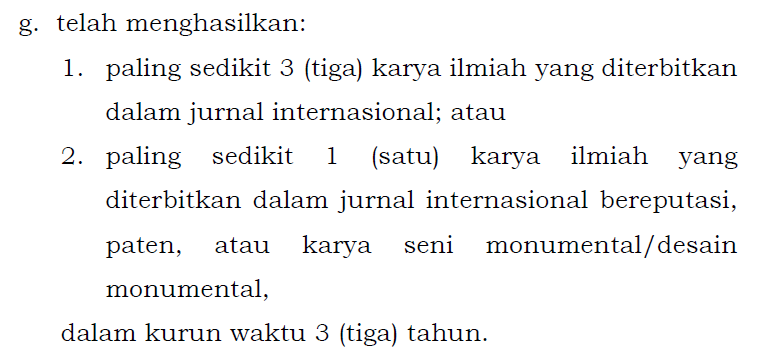 g. telah menghasilkan:
1. paling sedikit 3 (tiga) karya ilmiah yang diterbitkan
dalam jurnal internasional; atau
2. paling sedikit 1 (satu) karya ilmiah yang
diterbitkan dalam jurnal internasional bereputasi,
paten, atau karya seni monumental/desain
monumental,
dalam kurun waktu 3 (tiga) tahun.